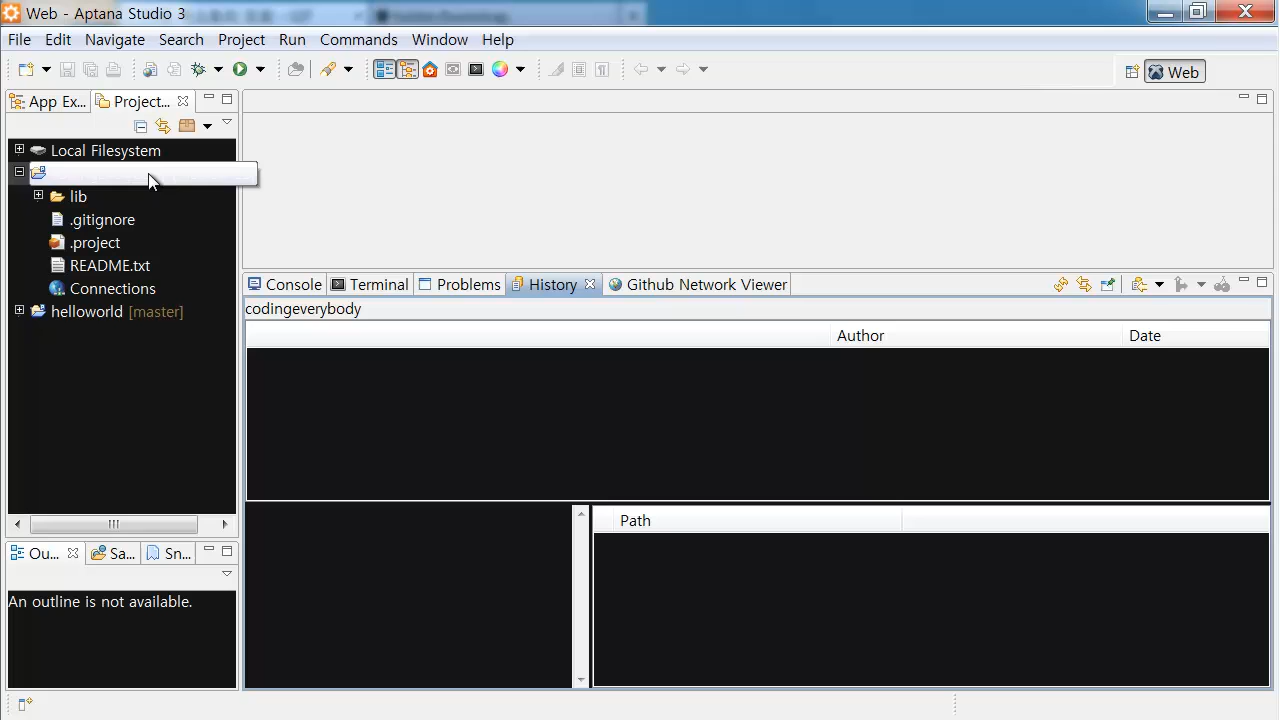 Web - Aptana Studio 3
File Edit Navigate Search Project Run Commands Window Help
Web
App Ex... Project...
Local Filesystem
lib
.gitignore
.project
README.txt
Connections
helloworld [master]
Console Terminal Problems History Github Network Viewer
codingeverybody
Author Date
Path
Ou... Sa... Sn...
An outline is not available.